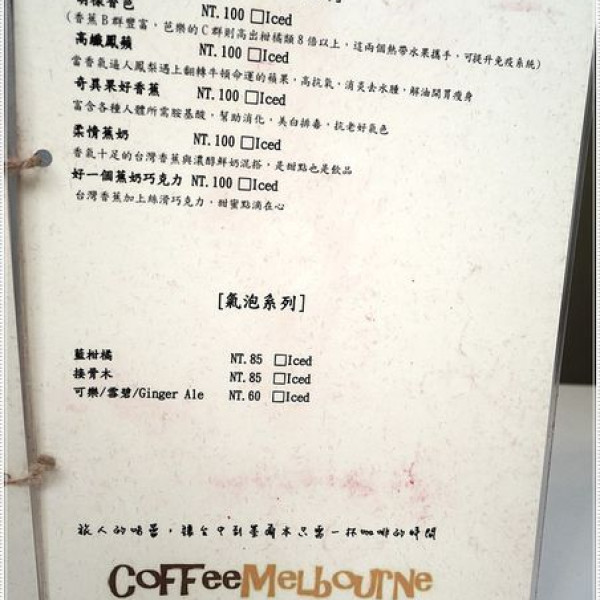 NT.100 □Iced
(香蕉B群豐富，芭樂的C群則高出柑橘類8倍以上，這兩個熱帶水果攜手，可提升免疫系統)
高纖鳳蘋 NT.100 □Iced
當香氣逼人鳳梨遇上翻轉牛頓命運的蘋果，高抗氧．消炎去水腫．解油開胃瘦身
奇異果好香蕉 NT.100 □Iced
富含各種人體所需胺基酸，幫助消化．美白排毒．抗老好氣色
柔情蕉奶 NT.100 □Iced
香氣十足的台灣香蕉與濃醇鮮奶混搭，是甜點也是飲品
好一個蕉奶巧克力 NT.100 □Iced
台灣香蕉加上絲滑巧克力．甜蜜點滴在心
[氣泡系列]
藍柑橘 NT.85 □Iced
接骨木 NT.85 □Iced
可樂/雪碧/Ginger Ale NT.60 □Iced
旅人的咖啡，讓台中到墨爾本只需一杯咖啡的時間
COFFee MeLBOURNe